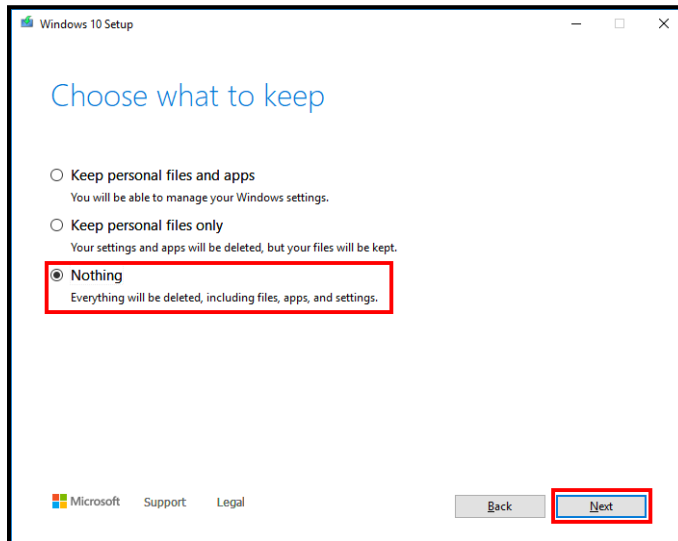 Windows 10 Setup
Choose what to keep
Keep personal files and apps
You will be able to manage your Windows settings.
Keep personal files only
Your settings and apps will be deleted, but your files will be kept.
Nothing
Everything will be deleted, including files, apps, and settings.
Microsoft Support Legal Back Next